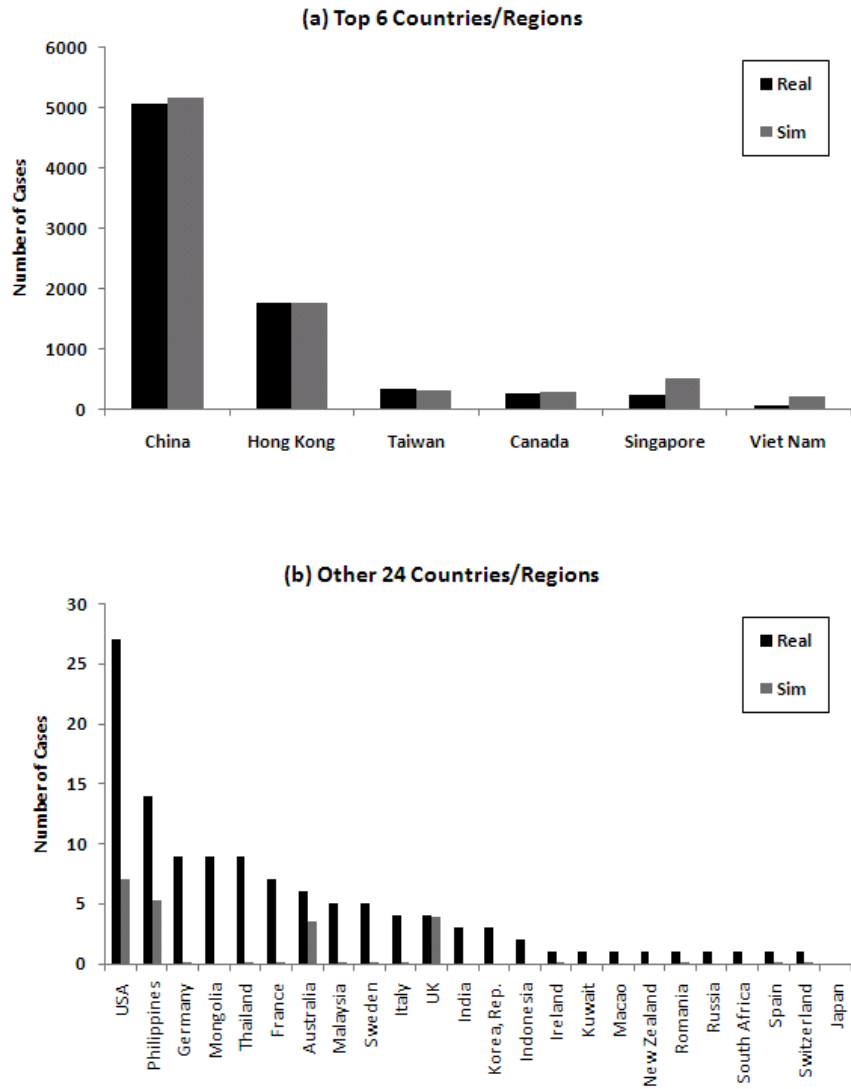 (a) Top 6 Countries/Regions
6000
5000
4000
3000
2000
1000
0
Number of Cases
Real
Sim
China Hong Kong Taiwan Canada Singapore Viet Nam
(b) Other 24 Countries/Regions
30
25
20
15
10
5
0
Number of Cases
Real
Sim
USA
Philippines
Germany
Mongolia
Thailand
France
Australia
Malaysia
Sweden
Italy
UK
India
Korea, Rep.
Indonesia
Ireland
Kuwait
Macao
New Zealand
Romania
Russia
South Africa
Spain
Switzerland
Japan